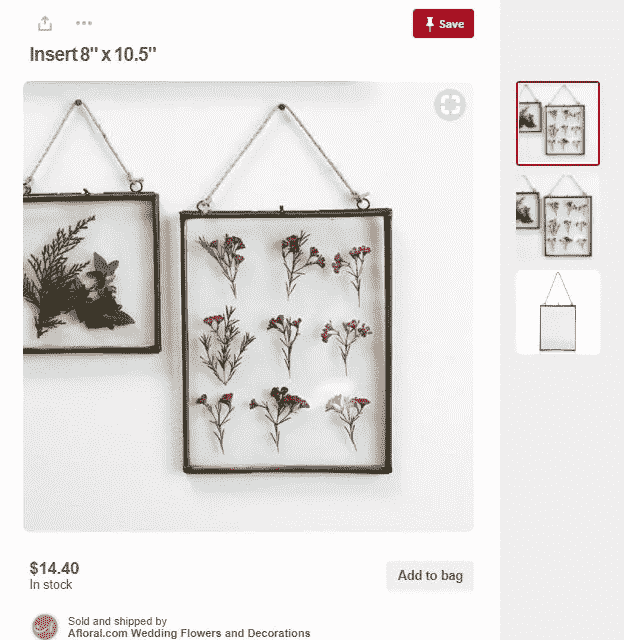 Save
Insert 8" x 10.5"
$14.40
In stock
Add to bag
Sold and shipped by
Afloral.com Wedding Flowers and Decorations